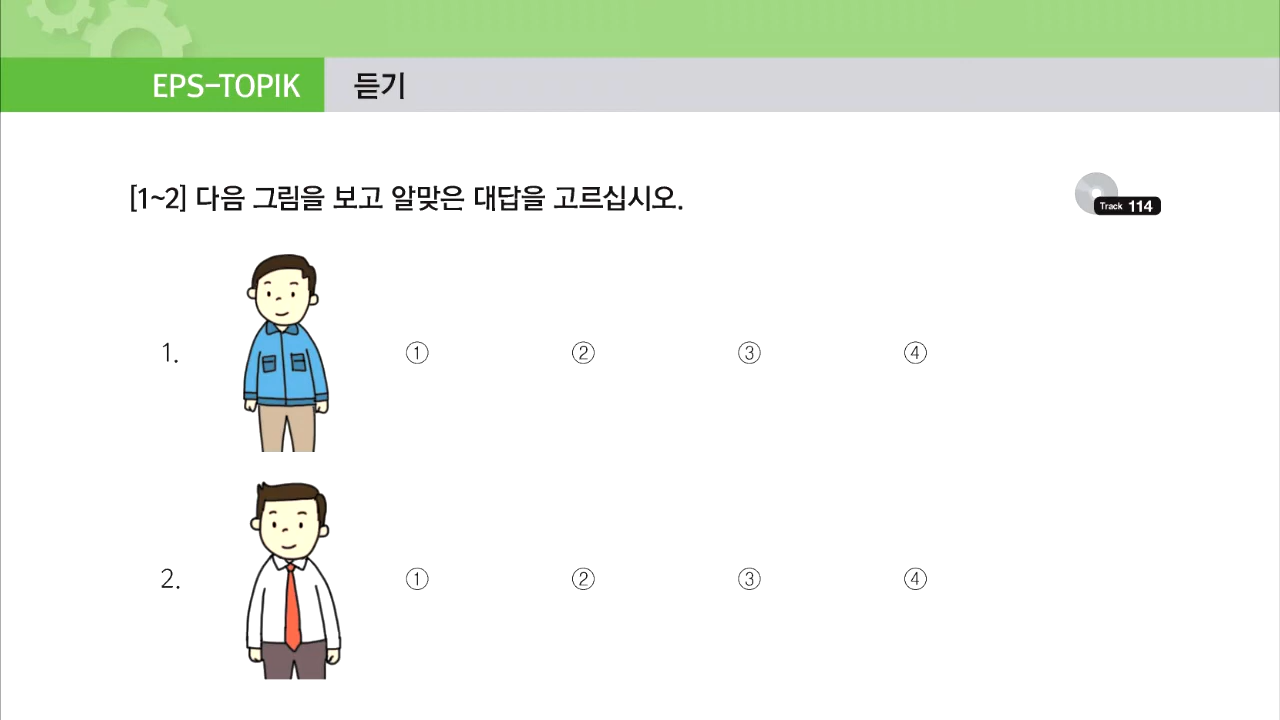 EPS-TOPIK 듣기
[1~2] 다음 그림을 보고 알맞은 대답을 고르십시오.
Track 114
1. ① ② ③ ④
2. ① ② ③ ④